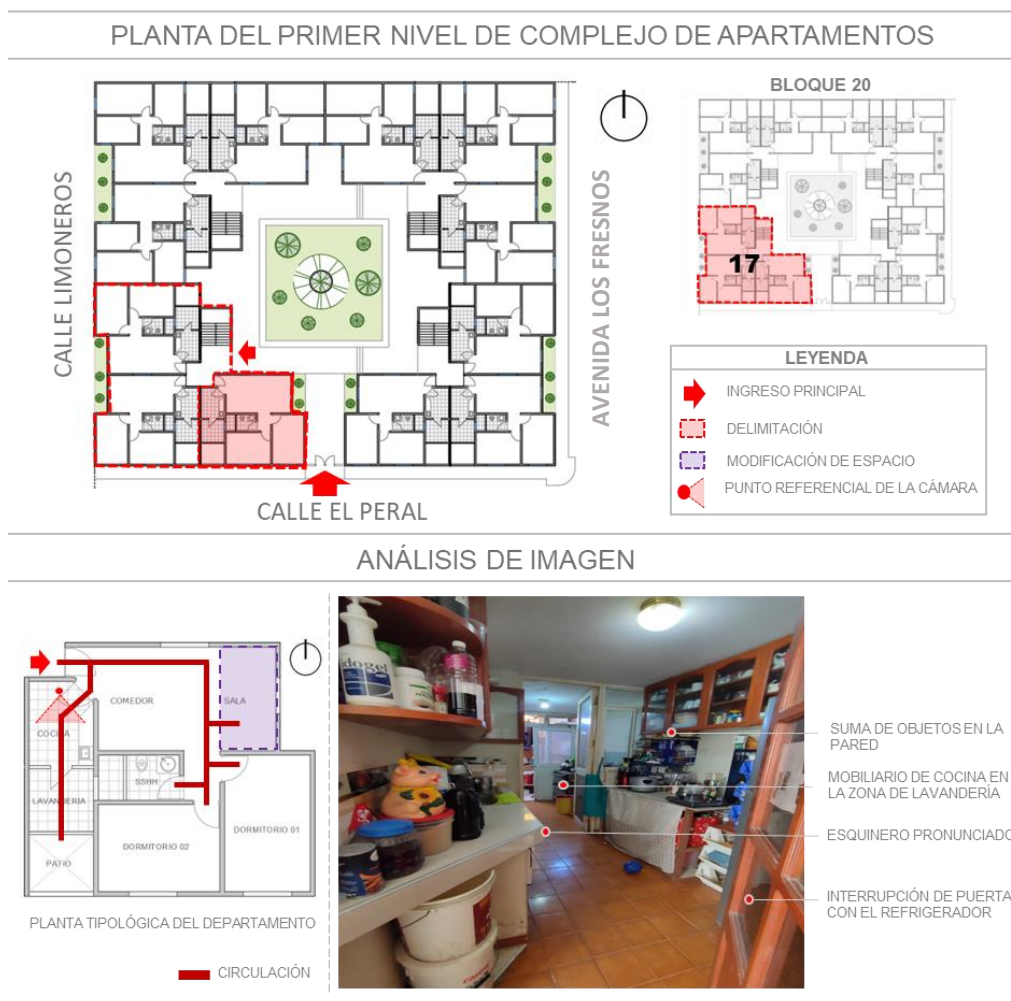 PLANTA DEL PRIMER NIVEL DE COMPLEJO DE APARTAMENTOS
CALLE LIMONEROS
AVENIDA LOS FRESNOS
CALLE EL PERAL
BLOQUE 20
17
LEYENDA
INGRESO PRINCIPAL
DELIMITACIÓN
MODIFICACIÓN DE ESPACIO
PUNTO REFERENCIAL DE LA CÁMARA
ANÁLISIS DE IMAGEN
COMEDOR
SALA
COCINA
SSHH
LAVANDERIA
DORMITORIO 01
DORMITORIO 02
PATIO
PLANTA TIPOLÓGICA DEL DEPARTAMENTO
CIRCULACIÓN
dogel
SUMA DE OBJETOS EN LA
PARED
MOBILIARIO DE COCINA EN
LA ZONA DE LAVANDERÍA
ESQUINERO PRONUNCIADO
INTERRUPCIÓN DE PUERTA
CON EL REFRIGERADOR